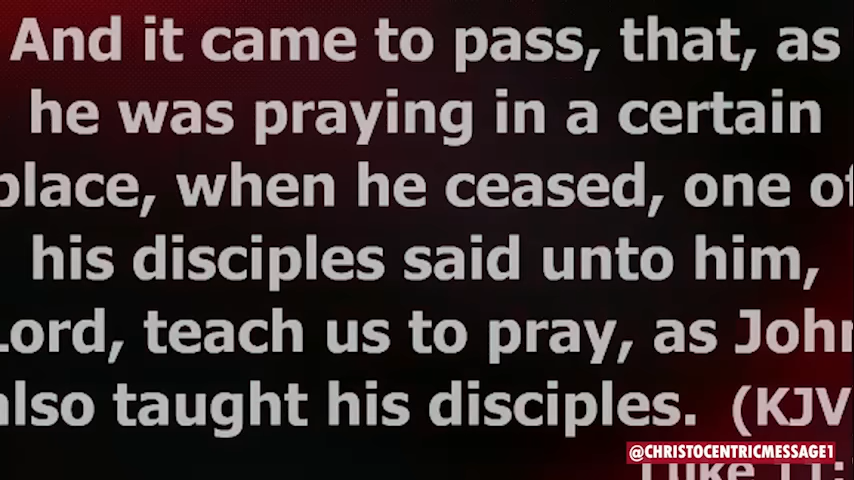 And it came to pass, that, as
he was praying in a certain
place, when he ceased, one of
his disciples said unto him,
Lord, teach us to pray, as John
also taught his disciples. (KJV
@CHRISTOCENTRICMESSAGE1
Luke 11: